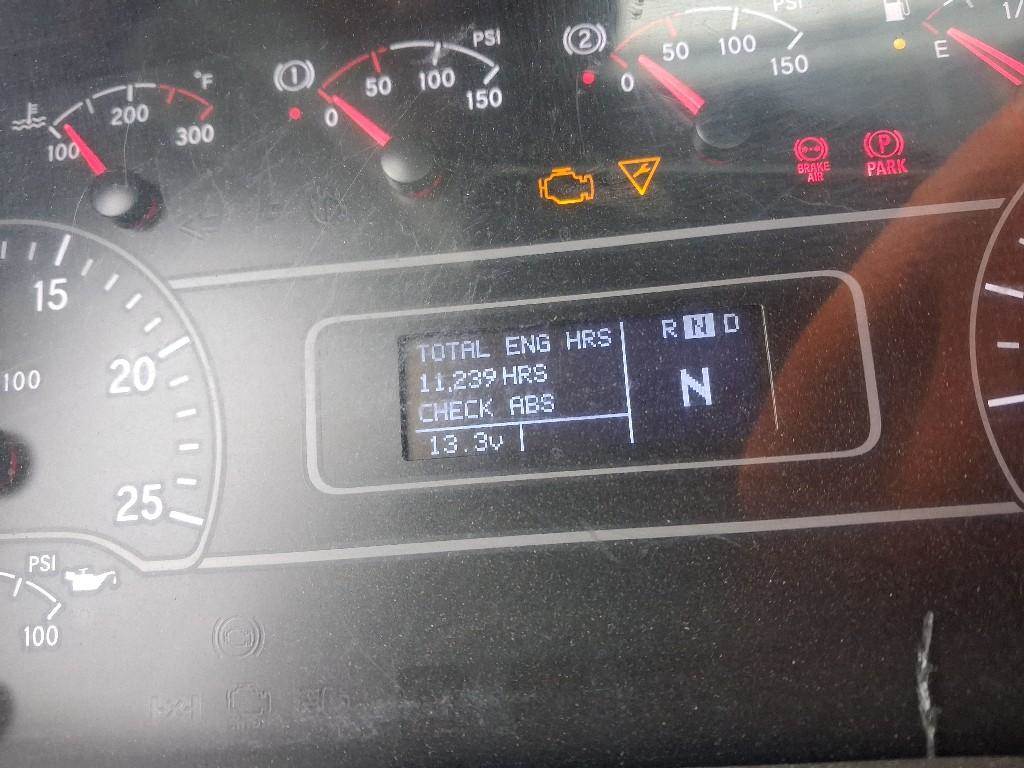 °F
100
200
300
1
PSI
0
50
100
150
2
PSI
0
50
100
150
E
1/
BRAKE
AIR
P
PARK
15
20
25
100
TOTAL ENG HRS
11,239 HRS
CHECK ABS
13.3v
R N D
N
PSI
100